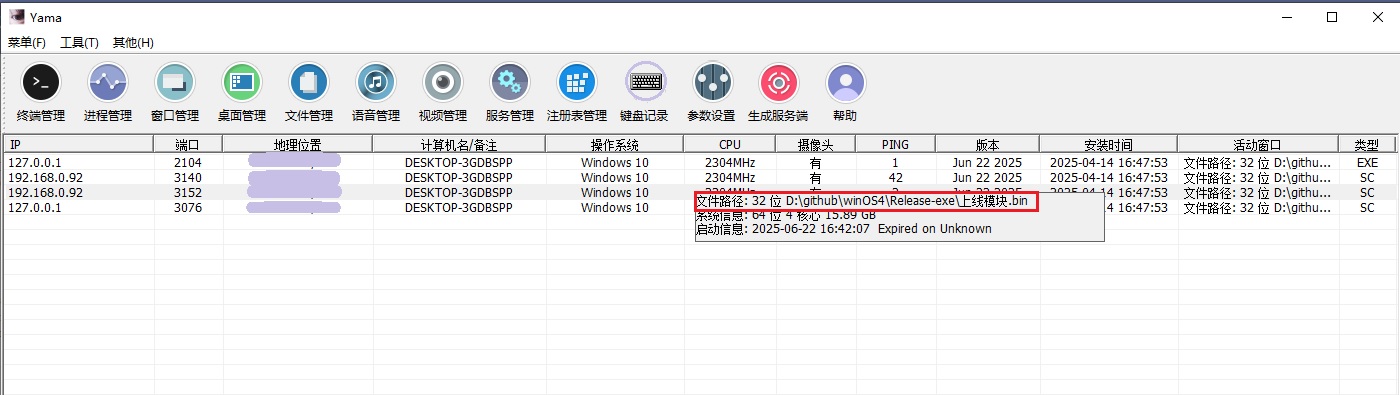 Yama
菜单(F) 工具(T) 其他(H)
终端管理 进程管理 窗口管理 桌面管理 文件管理 语音管理 视频管理 服务管理 注册表管理 键盘记录 参数设置 生成服务端 帮助
IP 端口 地理位置 计算机名/备注 操作系统 CPU 摄像头 PING 版本 安装时间 活动窗口 类型
127.0.0.1 2104 DESKTOP-3GDBSPP Windows 10 2304MHz 有 1 Jun 22 2025 2025-04-14 16:47:53 文件路径: 32 位 D:\githu... EXE
192.168.0.92 3140 DESKTOP-3GDBSPP Windows 10 2304MHz 有 42 Jun 22 2025 2025-04-14 16:47:53 文件路径: 32 位 D:\githu... SC
192.168.0.92 3152 DESKTOP-3GDBSPP Windows 10 2304MHz 有 2 Jun 22 2025 2025-04-14 16:47:53 文件路径: 32 位 D:\githu... SC
127.0.0.1 3076 DESKTOP-3GDBSPP Windows 10 16:47:53 文件路径: 32 位 D:\githu... SC
文件路径: 32 位 D:\github\winOS4\Release-exe\上线模块.bin
系统信息: 64 位 4 核心 15.89 GB
启动信息: 2025-06-22 16:42:07 Expired on Unknown